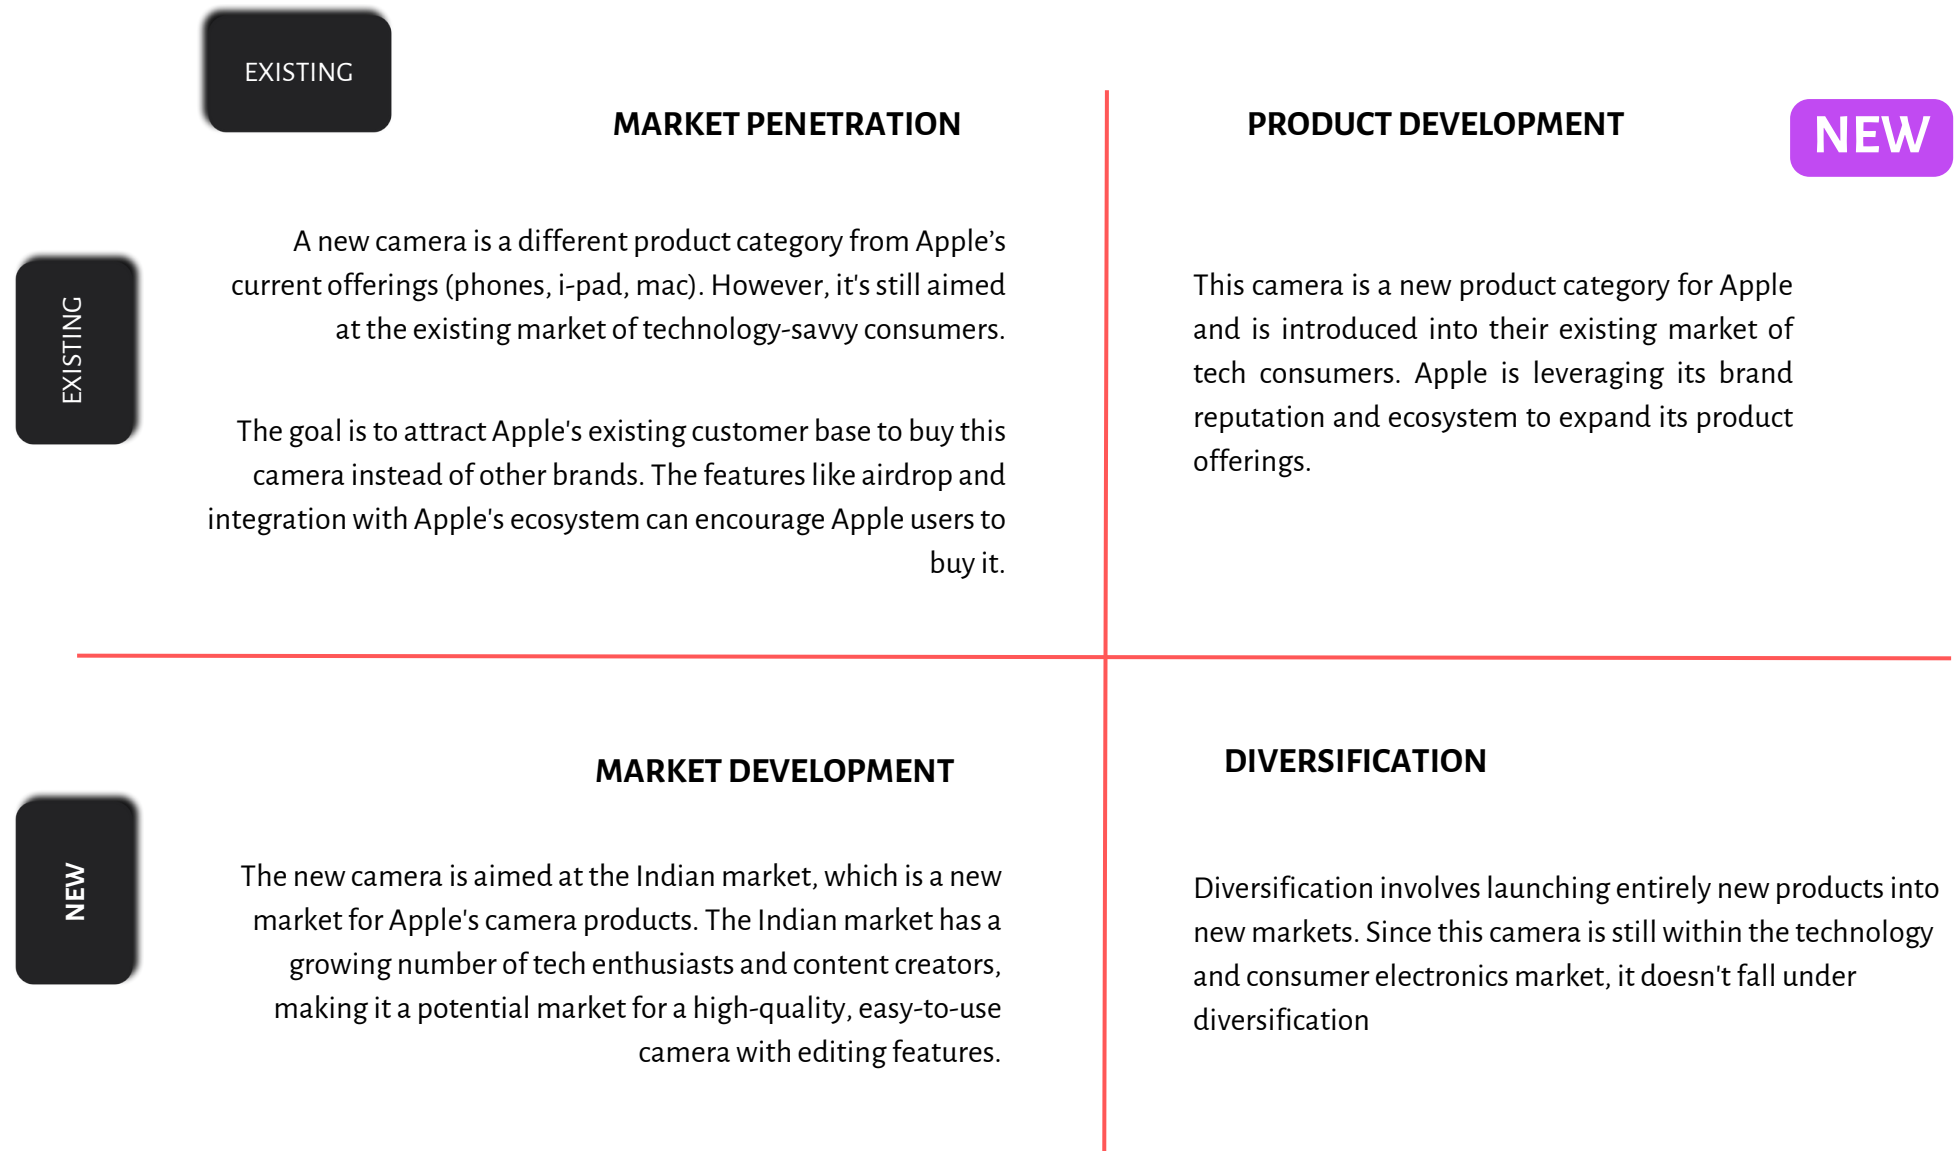 EXISTING
MARKET PENETRATION
PRODUCT DEVELOPMENT
NEW
EXISTING
A new camera is a different product category from Apple’s
current offerings (phones, i-pad, mac). However, it's still aimed
at the existing market of technology-savvy consumers.
The goal is to attract Apple's existing customer base to buy this
camera instead of other brands. The features like airdrop and
integration with Apple's ecosystem can encourage Apple users to
buy it.
This camera is a new product category for Apple
and is introduced into their existing market of
tech consumers. Apple is leveraging its brand
reputation and ecosystem to expand its product
offerings.
NEW
MARKET DEVELOPMENT
The new camera is aimed at the Indian market, which is a new
market for Apple's camera products. The Indian market has a
growing number of tech enthusiasts and content creators,
making it a potential market for a high-quality, easy-to-use
camera with editing features.
DIVERSIFICATION
Diversification involves launching entirely new products into
new markets. Since this camera is still within the technology
and consumer electronics market, it doesn't fall under
diversification